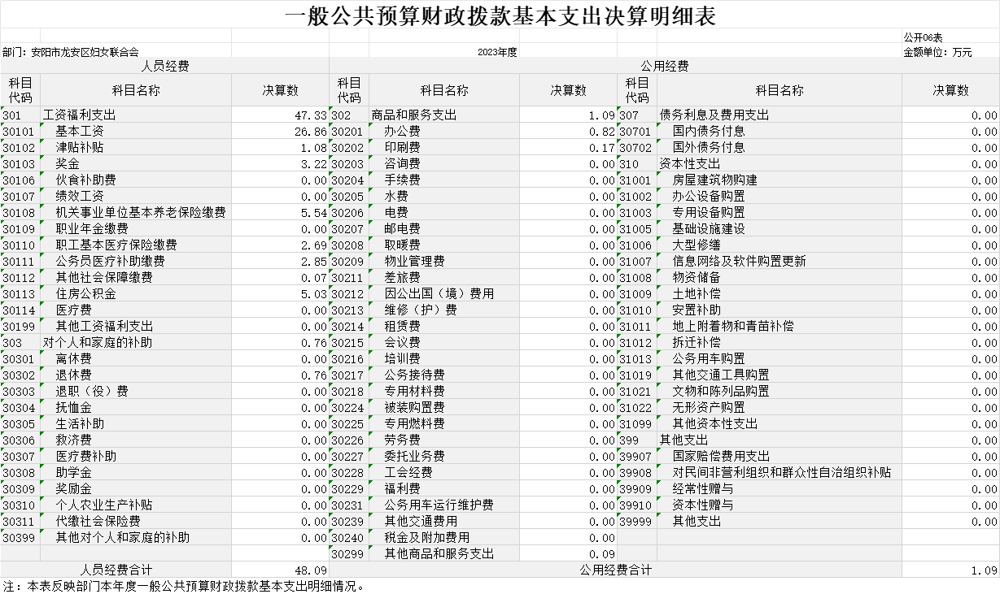 一般公共预算财政拨款基本支出决算明细表
公开06表
部门：安阳市龙安区妇女联合会 2023年度 金额单位：万元
人员经费 公用经费
科目代码 科目名称 决算数 科目代码 科目名称 决算数 科目代码 科目名称 决算数
301 工资福利支出 47.33 302 商品和服务支出 1.09 307 债务利息及费用支出 0.00
30101 基本工资 26.86 30201 办公费 0.82 30701 国内债务付息 0.00
30102 津贴补贴 1.08 30202 印刷费 0.17 30702 国外债务付息 0.00
30103 奖金 3.22 30203 咨询费 0.00 310 资本性支出 0.00
30106 伙食补助费 0.00 30204 手续费 0.00 31001 房屋建筑物购建 0.00
30107 绩效工资 0.00 30205 水费 0.00 31002 办公设备购置 0.00
30108 机关事业单位基本养老保险缴费 5.54 30206 电费 0.00 31003 专用设备购置 0.00
30109 职业年金缴费 0.00 30207 邮电费 0.00 31005 基础设施建设 0.00
30110 职工基本医疗保险缴费 2.69 30208 取暖费 0.00 31006 大型修缮 0.00
30111 公务员医疗补助缴费 2.85 30209 物业管理费 0.00 31007 信息网络及软件购置更新 0.00
30112 其他社会保障缴费 0.07 30211 差旅费 0.00 31008 物资储备 0.00
30113 住房公积金 5.03 30212 因公出国（境）费用 0.00 31009 土地补偿 0.00
30114 医疗费 0.00 30213 维修（护）费 0.00 31010 安置补助 0.00
30199 其他工资福利支出 0.00 30214 租赁费 0.00 31011 地上附着物和青苗补偿 0.00
303 对个人和家庭的补助 0.76 30215 会议费 0.00 31012 拆迁补偿 0.00
30301 离休费 0.00 30216 培训费 0.00 31013 公务用车购置 0.00
30302 退休费 0.76 30217 公务接待费 0.00 31019 其他交通工具购置 0.00
30303 退职（役）费 0.00 30218 专用材料费 0.00 31021 文物和陈列品购置 0.00
30304 抚恤金 0.00 30224 被装购置费 0.00 31022 无形资产购置 0.00
30305 生活补助 0.00 30225 专用燃料费 0.00 31099 其他资本性支出 0.00
30306 救济费 0.00 30226 劳务费 0.00 399 其他支出 0.00
30307 医疗费补助 0.00 30227 委托业务费 0.00 39907 国家赔偿费用支出 0.00
30308 助学金 0.00 30228 工会经费 0.00 39908 对民间非营利组织和群众性自治组织补贴 0.00
30309 奖励金 0.00 30229 福利费 0.00 39909 经常性赠与 0.00
30310 个人农业生产补贴 0.00 30231 公务用车运行维护费 0.00 39910 资本性赠与 0.00
30311 代缴社会保险费 0.00 30239 其他交通费用 0.00 39999 其他支出 0.00
30399 其他对个人和家庭的补助 0.00 30240 税金及附加费用 0.00
30299 其他商品和服务支出 0.09
人员经费合计 48.09 公用经费合计 1.09
注：本表反映部门本年度一般公共预算财政拨款基本支出明细情况。